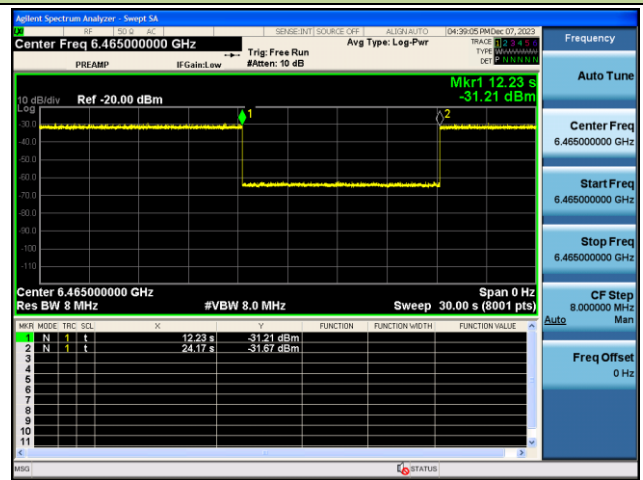 Agilent Spectrum Analyzer - Swept SA
RF 50 Ω AC SENSE:INT SOURCE OFF ALIGN AUTO 04:39:05 PM Dec 07, 2023
Center Freq 6.465000000 GHz Avg Type: Log-Pwr TRACE 1 2 3 4 5 6
Trig: Free Run TYPE
PREAMP IFGain:Low #Atten: 10 dB DET P N N N N N
Mkr1 12.23 s
-31.21 dBm
10 dB/div Ref -20.00 dBm
Log
1 2
-30.0
-40.0
-50.0
-60.0
-70.0
-80.0
-90.0
-100
-110
Center 6.465000000 GHz Span 0 Hz
Res BW 8 MHz #VBW 8.0 MHz Sweep 30.00 s (8001 pts)
MKR MODE TRC SCL X Y FUNCTION FUNCTION WIDTH FUNCTION VALUE
1 N 1 t 12.23 s -31.21 dBm
2 N 1 t 24.17 s -31.67 dBm
3
4
5
6
7
8
9
10
11
MSG STATUS
Frequency
Auto Tune
Center Freq
6.465000000 GHz
Start Freq
6.465000000 GHz
Stop Freq
6.465000000 GHz
CF Step
8.000000 MHz
Auto Man
Freq Offset
0 Hz